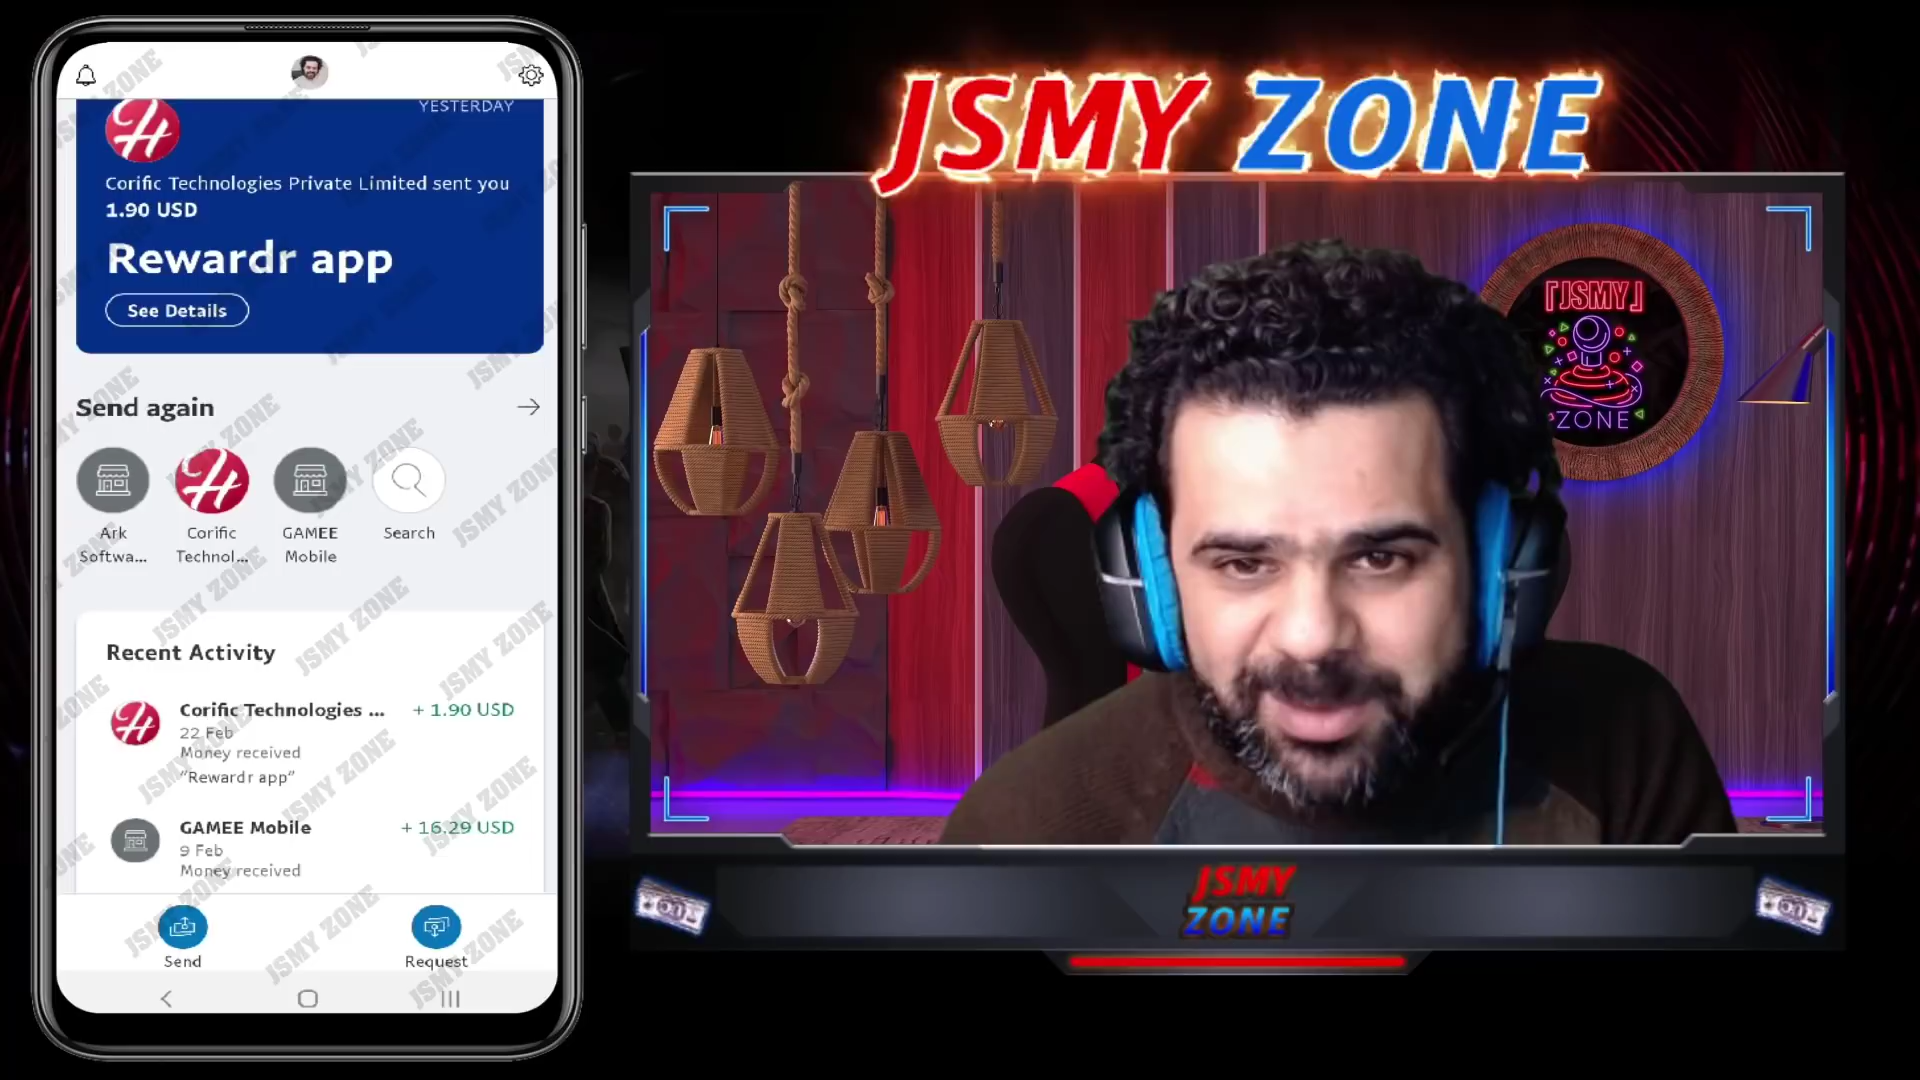 YESTERDAY
Corific Technologies Private Limited sent you
1.90 USD
Rewardr app
See Details
Send again
Ark
Softwa...
Corific
Technol...
GAMEE
Mobile
Search
Recent Activity
Corific Technologies ...
+ 1.90 USD
22 Feb
Money received
“Rewardr app”
GAMEE Mobile
+ 16.29 USD
9 Feb
Money received
Send
Request
JSMY ZONE
JSMY
ZONE
JSMY
ZONE